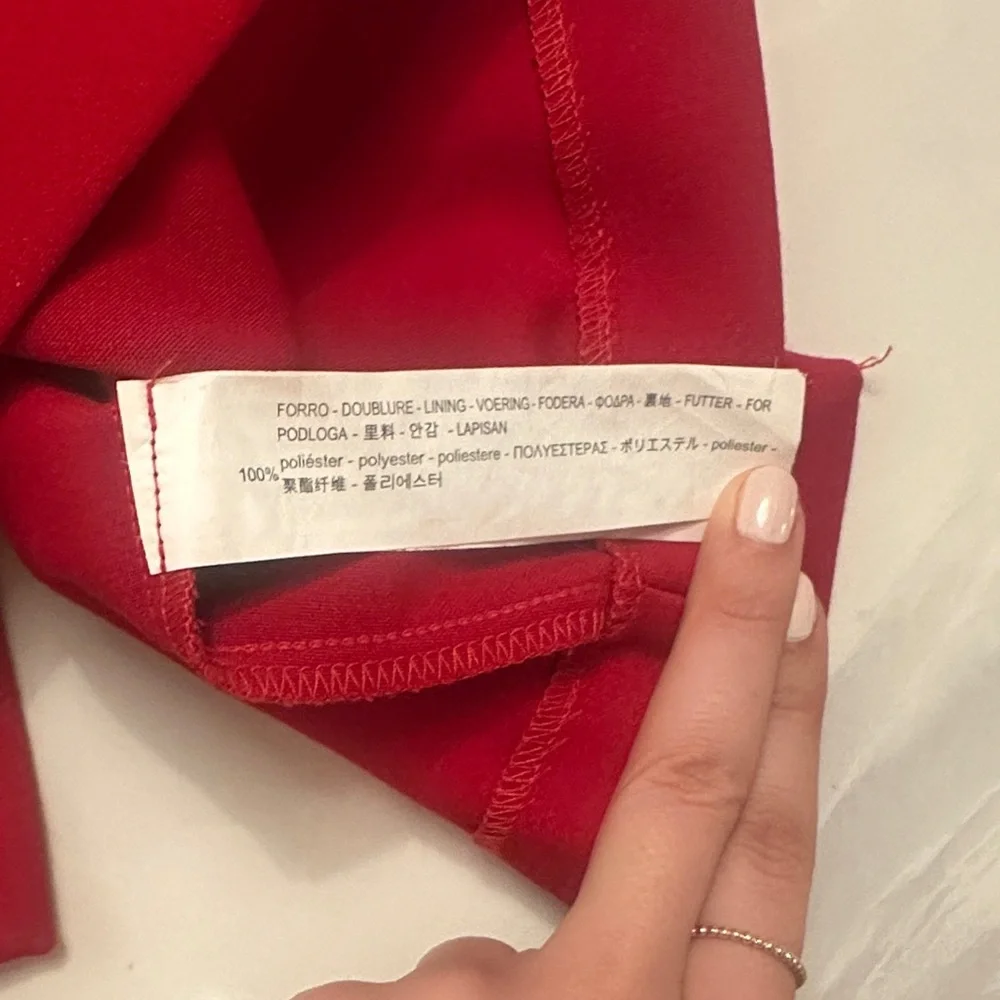 FORRO - DOUBLURE - LINING - VOERING - FODERA - ΦΟΔΡΑ - 裏地 - FUTTER - FOR
PODLOGA - 里料 - 안감 - LAPISAN
100% poliéster - polyester - poliestere - ΠΟΛΥΕΣΤΕΡΑΣ - ポリエステル - poliester -
聚酯纤维 - 폴리에스터